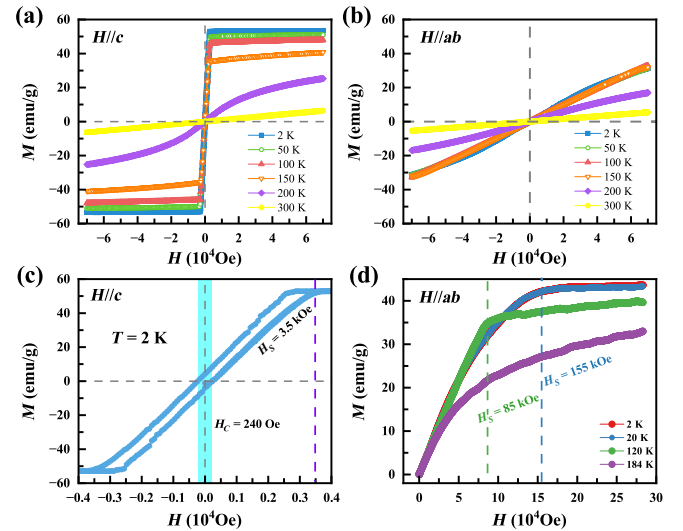 (a)
H//c
M (emu/g)
60
40
20
0
-20
-40
-60
2 K
50 K
100 K
150 K
200 K
300 K
-6 -4 -2 0 2 4 6
H (10⁴Oe)
(b)
H//ab
M (emu/g)
60
40
20
0
-20
-40
-60
2 K
50 K
100 K
150 K
200 K
300 K
-6 -4 -2 0 2 4 6
H (10⁴Oe)
(c)
H//c
M (emu/g)
60
40
20
0
-20
-40
-60
T = 2 K
H_S = 3.5 kOe
H_C = 240 Oe
-0.4 -0.3 -0.2 -0.1 0.0 0.1 0.2 0.3 0.4
H (10⁴Oe)
(d)
H//ab
M (emu/g)
40
30
20
10
0
H'_S = 85 kOe
H_S = 155 kOe
2 K
20 K
120 K
184 K
0 5 10 15 20 25 30
H (10⁴Oe)